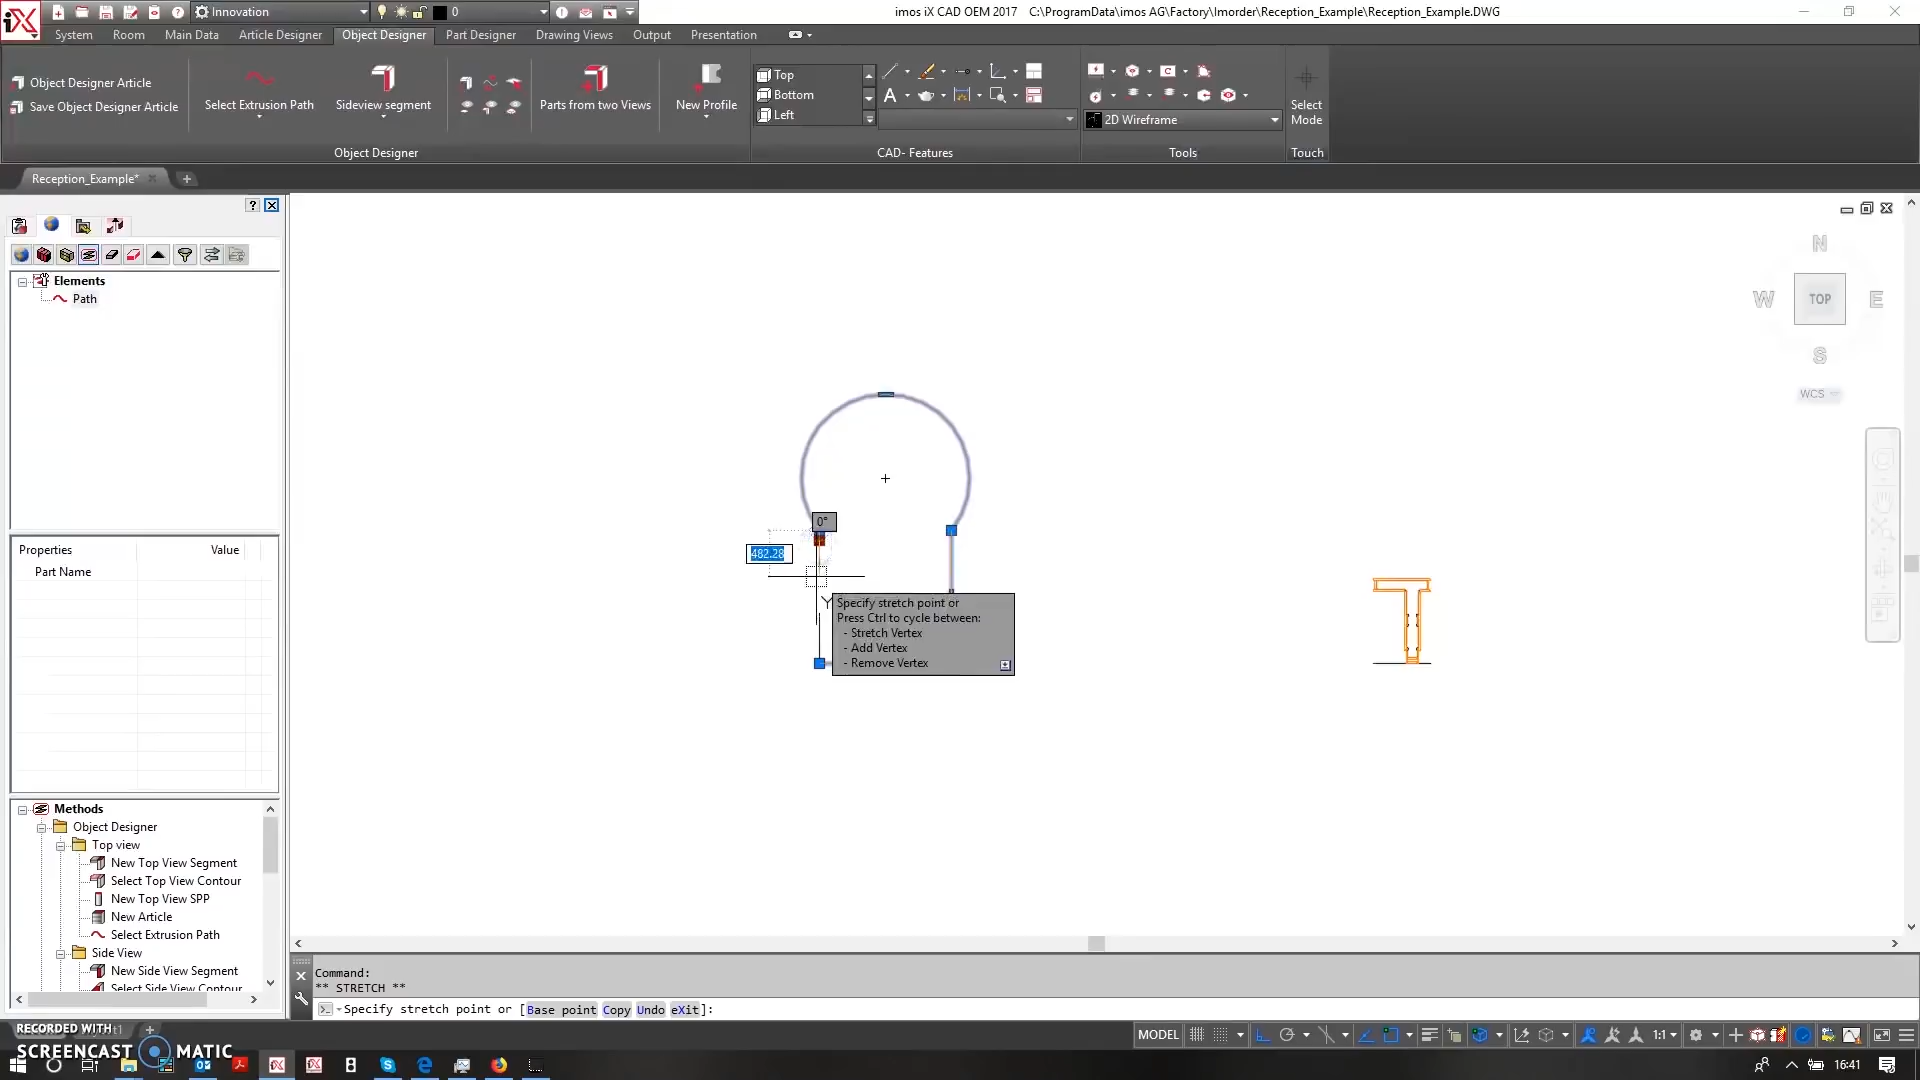 iX
Innovation
0
imos iX CAD OEM 2017 C:\ProgramData\imos AG\Factory\Imorder\Reception_Example\Reception_Example.DWG
System
Room
Main Data
Article Designer
Object Designer
Part Designer
Drawing Views
Output
Presentation
Object Designer Article
Save Object Designer Article
Select Extrusion Path
Sideview segment
Parts from two Views
New Profile
Top
Bottom
Left
2D Wireframe
Select
Mode
Object Designer
CAD- Features
Tools
Touch
Reception_Example*
Elements
Path
Properties
Value
Part Name
Methods
Object Designer
Top view
New Top View Segment
Select Top View Contour
New Top View SPP
New Article
Select Extrusion Path
Side View
New Side View Segment
Select Side View Contour
N
W
TOP
E
S
WCS
0°
482.28
Y
Specify stretch point or
Press Ctrl to cycle between:
- Stretch Vertex
- Add Vertex
- Remove Vertex
Command:
** STRETCH **
Specify stretch point or [Base point Copy Undo eXit]:
MODEL
1:1
RECORDED WITH
SCREENCAST MATIC
16:41